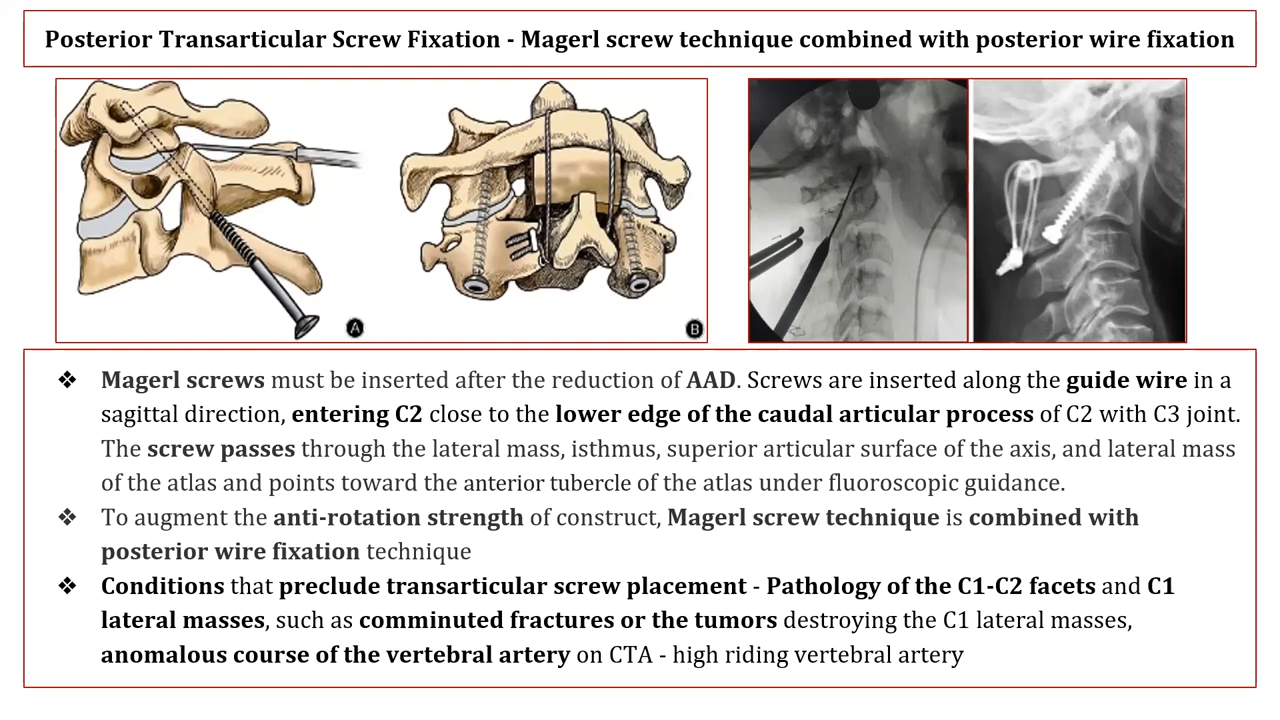 Posterior Transarticular Screw Fixation - Magerl screw technique combined with posterior wire fixation
A
B
❖ Magerl screws must be inserted after the reduction of AAD. Screws are inserted along the guide wire in a
sagittal direction, entering C2 close to the lower edge of the caudal articular process of C2 with C3 joint.
The screw passes through the lateral mass, isthmus, superior articular surface of the axis, and lateral mass
of the atlas and points toward the anterior tubercle of the atlas under fluoroscopic guidance.
❖ To augment the anti-rotation strength of construct, Magerl screw technique is combined with
posterior wire fixation technique
❖ Conditions that preclude transarticular screw placement - Pathology of the C1-C2 facets and C1
lateral masses, such as comminuted fractures or the tumors destroying the C1 lateral masses,
anomalous course of the vertebral artery on CTA - high riding vertebral artery